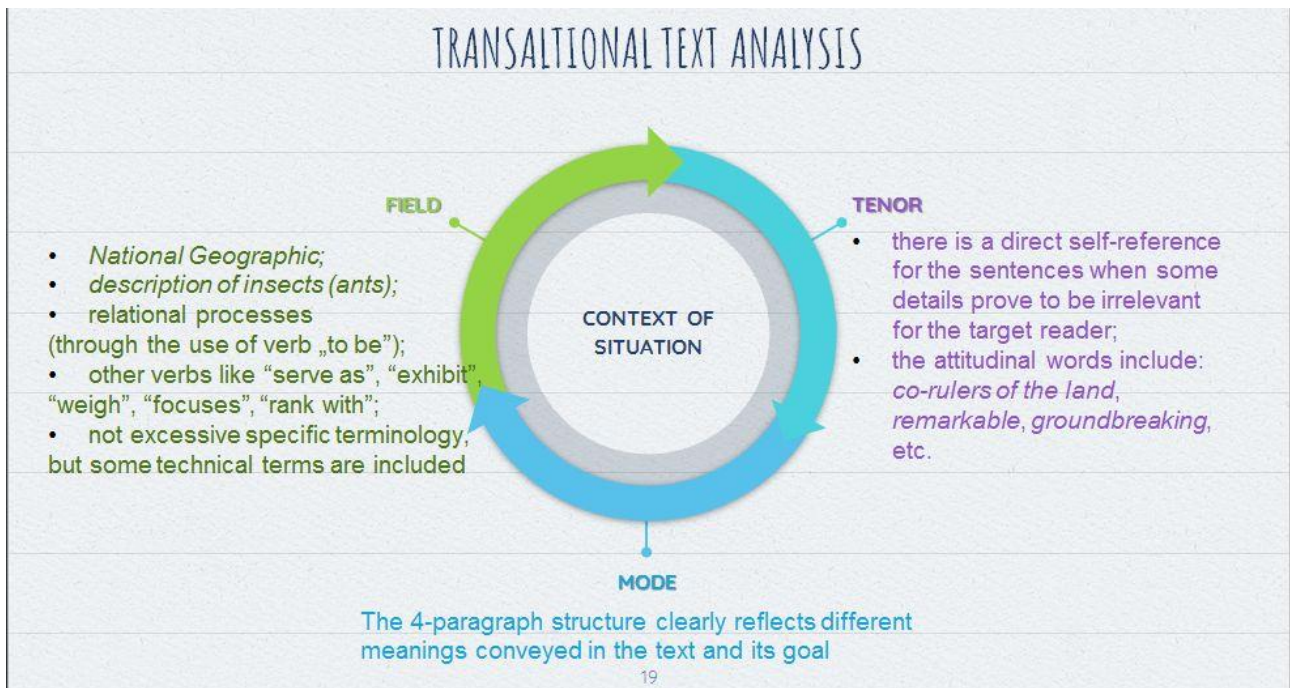 TRANSALTIONAL TEXT ANALYSIS
FIELD
• National Geographic;
• description of insects (ants);
• relational processes
(through the use of verb „to be”);
• other verbs like “serve as”, “exhibit”,
“weigh”, “focuses”, “rank with”;
• not excessive specific terminology,
but some technical terms are included
CONTEXT OF
SITUATION
TENOR
• there is a direct self-reference
for the sentences when some
details prove to be irrelevant
for the target reader;
• the attitudinal words include:
co-rulers of the land,
remarkable, groundbreaking,
etc.
MODE
The 4-paragraph structure clearly reflects different
meanings conveyed in the text and its goal
19